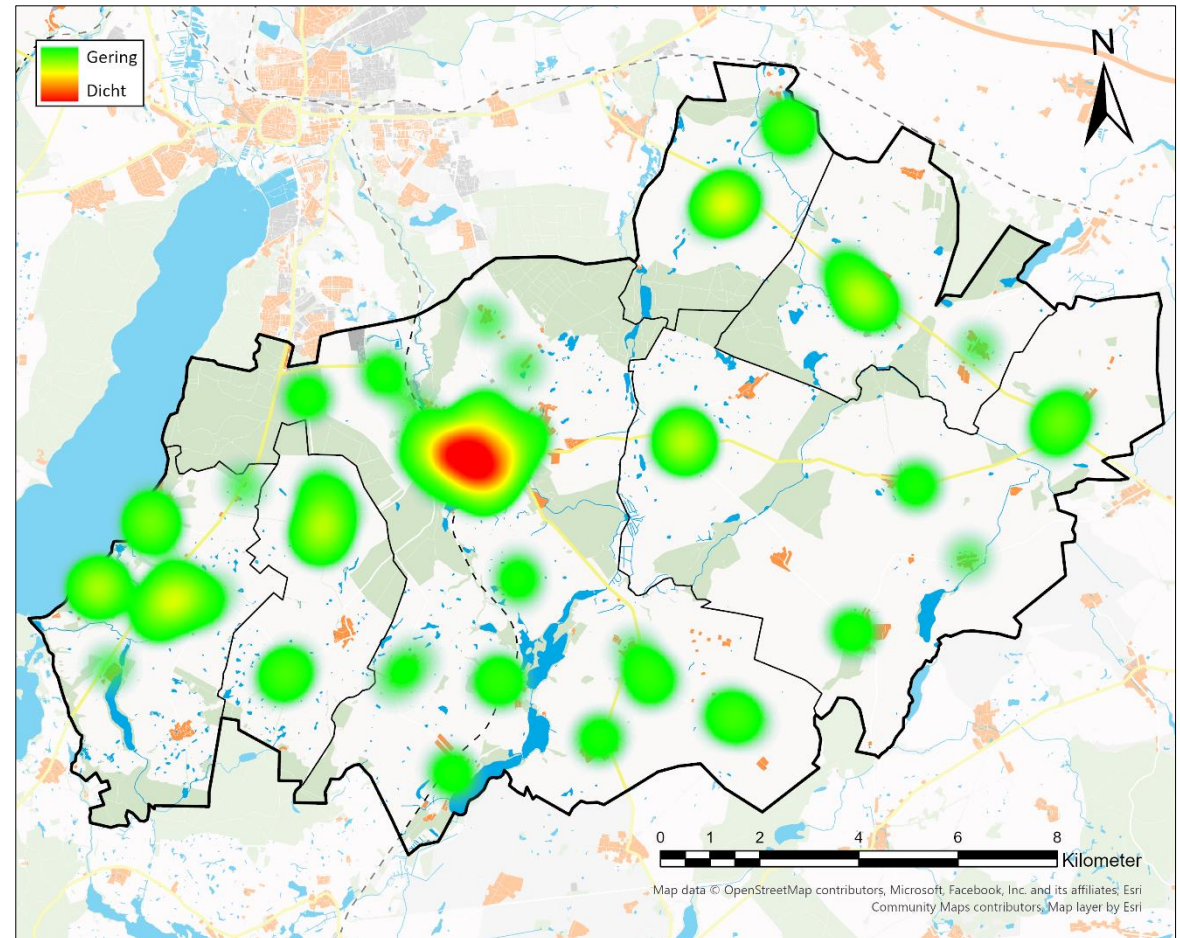 Gering
Dicht
N
0 1 2 4 6 8
Kilometer
Map data © OpenStreetMap contributors, Microsoft, Facebook, Inc. and its affiliates, Esri
Community Maps contributors, Map layer by Esri